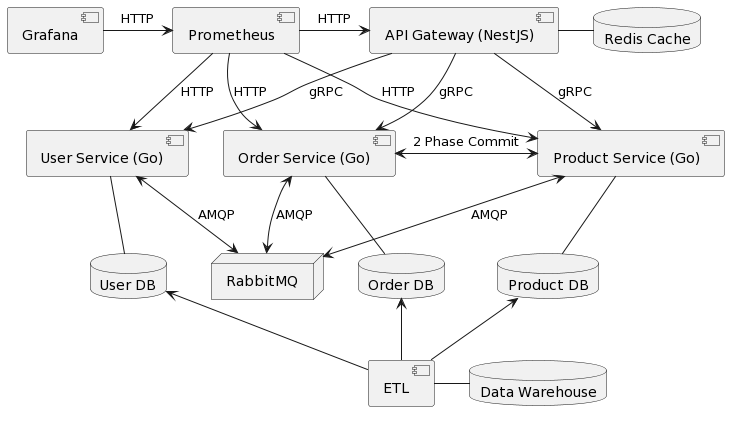 HTTP
HTTP
Grafana
Prometheus
API Gateway (NestJS)
Redis Cache
HTTP
HTTP
gRPC
HTTP
gRPC
gRPC
2 Phase Commit
User Service (Go)
Order Service (Go)
Product Service (Go)
AMQP
AMQP
AMQP
User DB
RabbitMQ
Order DB
Product DB
ETL
Data Warehouse